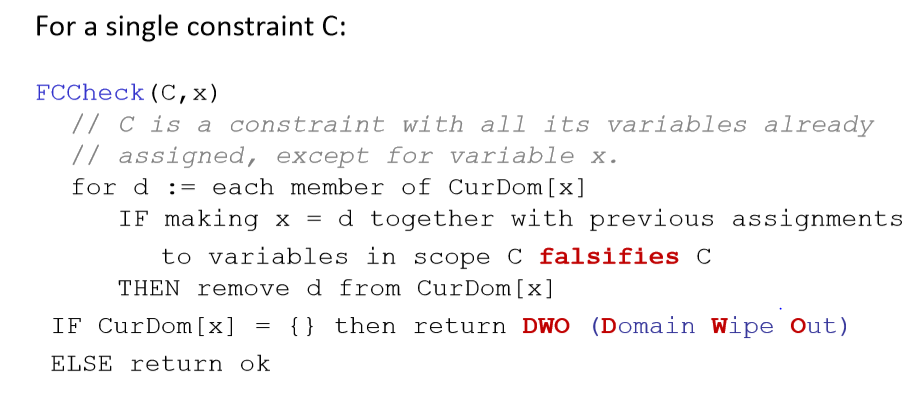 For a single constraint C:
FCCheck(C,x)
// C is a constraint with all its variables already
// assigned, except for variable x.
for d := each member of CurDom[x]
IF making x = d together with previous assignments
to variables in scope C falsifies C
THEN remove d from CurDom[x]
IF CurDom[x] = {} then return DWO (Domain Wipe Out)
ELSE return ok